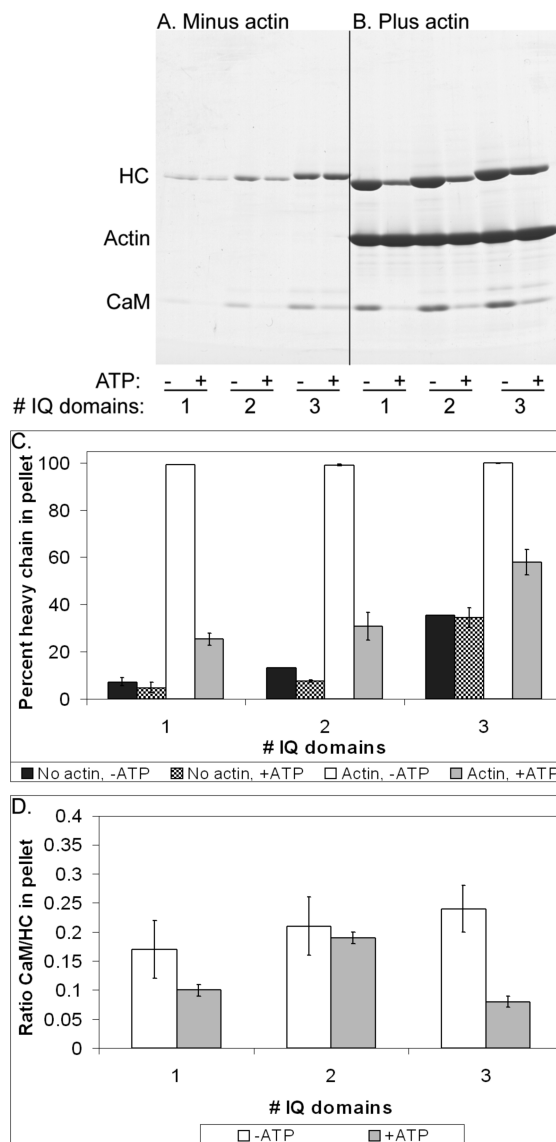 A. Minus actin B. Plus actin
HC
Actin
CaM
ATP: - + - + - + - + - + - +
# IQ domains: 1 2 3 1 2 3
C.
Percent heavy chain in pellet
100
80
60
40
20
0
1 2 3
# IQ domains
No actin, -ATP No actin, +ATP Actin, -ATP Actin, +ATP
D.
Ratio CaM/HC in pellet
0.4
0.35
0.3
0.25
0.2
0.15
0.1
0.05
0
1 2 3
# IQ domains
-ATP +ATP